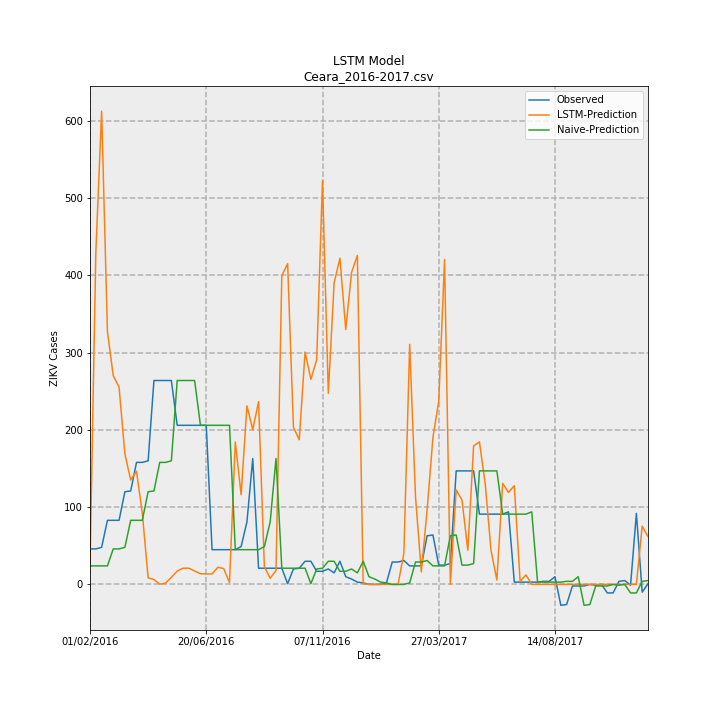 LSTM Model
Ceara_2016-2017.csv
Observed
LSTM-Prediction
Naive-Prediction
600
500
400
300
200
100
0
ZIKV Cases
01/02/2016 20/06/2016 07/11/2016 27/03/2017 14/08/2017
Date